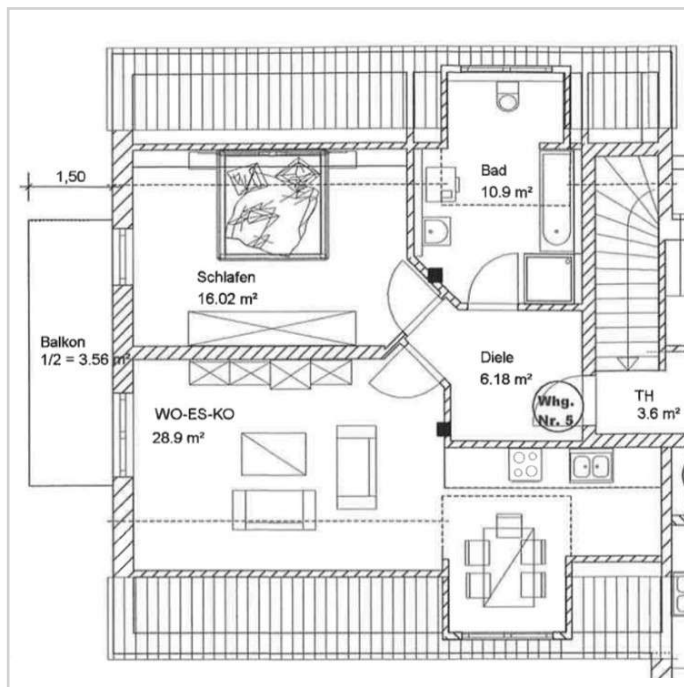 1,50
Bad
10.9 m²
Schlafen
16.02 m²
Balkon
1/2 = 3.56 m²
Diele
6.18 m²
Whg.
Nr. 5
TH
3.6 m²
WO-ES-KO
28.9 m²